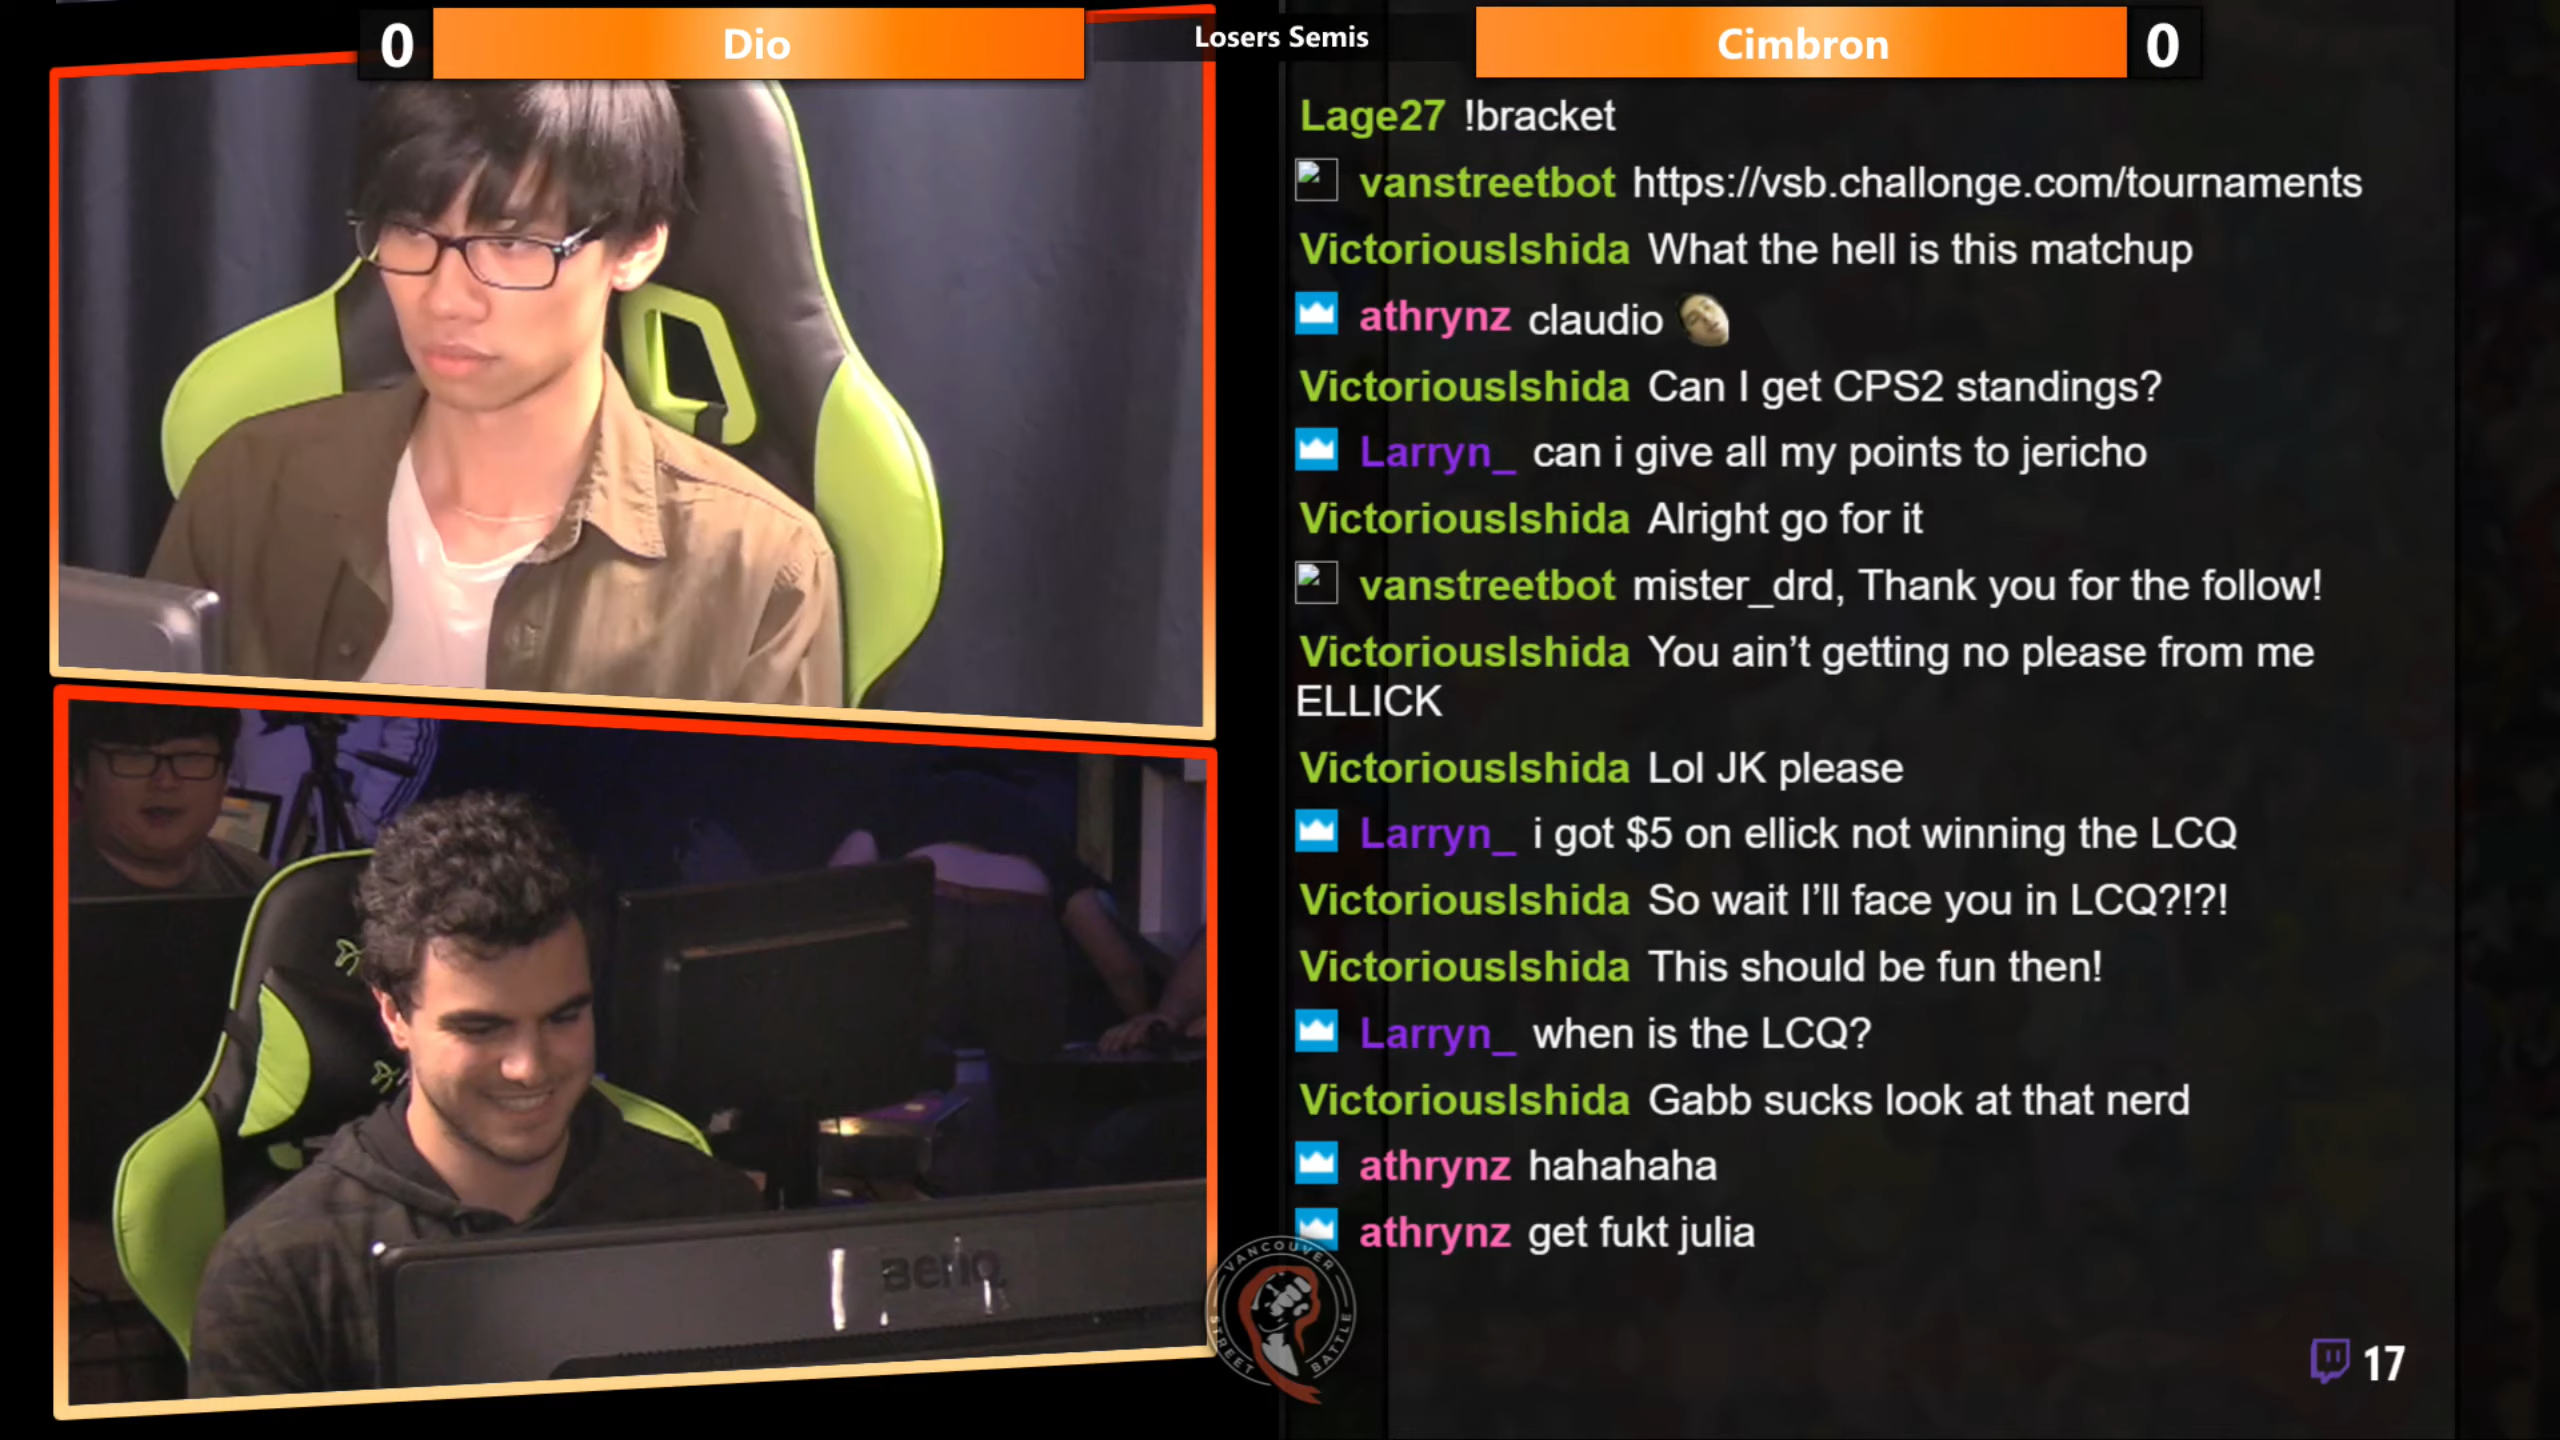 0 Dio Losers Semis Cimbron 0
Lage27 !bracket
vanstreetbot https://vsb.challonge.com/tournaments
VictoriousIshida What the hell is this matchup
athrynz claudio
VictoriousIshida Can I get CPS2 standings?
Larryn_ can i give all my points to jericho
VictoriousIshida Alright go for it
vanstreetbot mister_drd, Thank you for the follow!
VictoriousIshida You ain’t getting no please from me
ELLICK
VictoriousIshida Lol JK please
Larryn_ i got $5 on ellick not winning the LCQ
VictoriousIshida So wait I’ll face you in LCQ?!?!
VictoriousIshida This should be fun then!
Larryn_ when is the LCQ?
VictoriousIshida Gabb sucks look at that nerd
athrynz hahahaha
athrynz get fukt julia
BenQ
VANCOUVER
STREET BATTLE
17